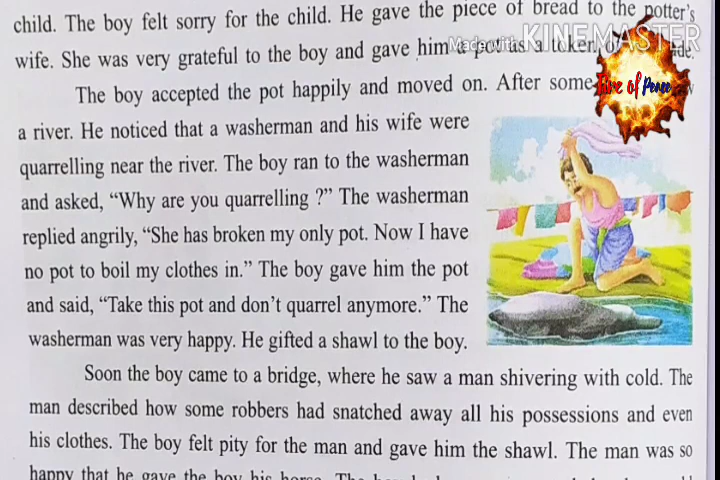 child. The boy felt sorry for the child. He gave the piece of bread to the potter's
wife. She was very grateful to the boy and gave him a pot as a token of
Made with KINEMASTER
The boy accepted the pot happily and moved on. After some
of Peace
a river. He noticed that a washerman and his wife were
quarrelling near the river. The boy ran to the washerman
and asked, “Why are you quarrelling ?” The washerman
replied angrily, “She has broken my only pot. Now I have
no pot to boil my clothes in.” The boy gave him the pot
and said, “Take this pot and don’t quarrel anymore.” The
washerman was very happy. He gifted a shawl to the boy.
Soon the boy came to a bridge, where he saw a man shivering with cold. The
man described how some robbers had snatched away all his possessions and even
his clothes. The boy felt pity for the man and gave him the shawl. The man was so
happy that he gave the boy his horse. The